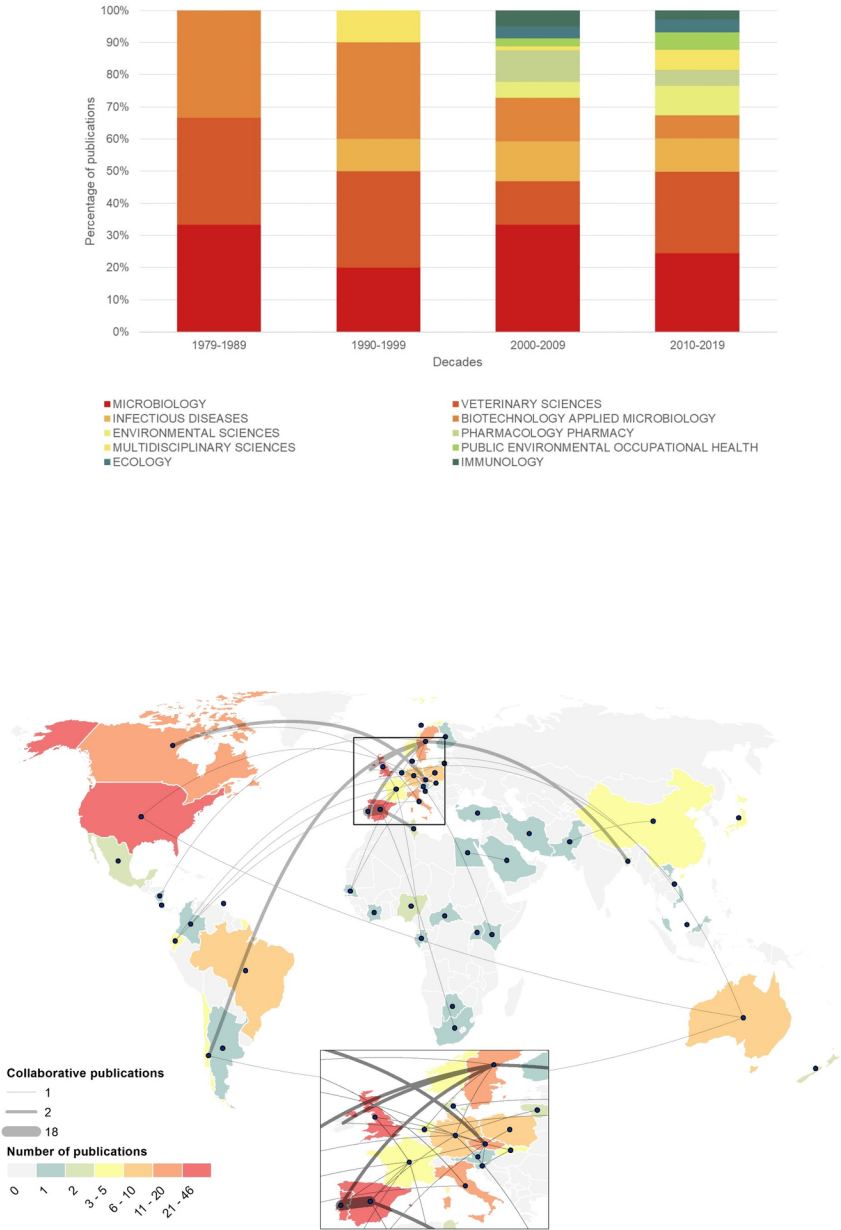 100%
90%
80%
70%
60%
50%
40%
30%
20%
10%
0%
Percentage of publications
1979-1989 1990-1999 2000-2009 2010-2019
Decades
MICROBIOLOGY VETERINARY SCIENCES
INFECTIOUS DISEASES BIOTECHNOLOGY APPLIED MICROBIOLOGY
ENVIRONMENTAL SCIENCES PHARMACOLOGY PHARMACY
MULTIDISCIPLINARY SCIENCES PUBLIC ENVIRONMENTAL OCCUPATIONAL HEALTH
ECOLOGY IMMUNOLOGY
Collaborative publications
1
2
18
Number of publications
0 1 2 3 - 5 6 - 10 11 - 20 21 - 46